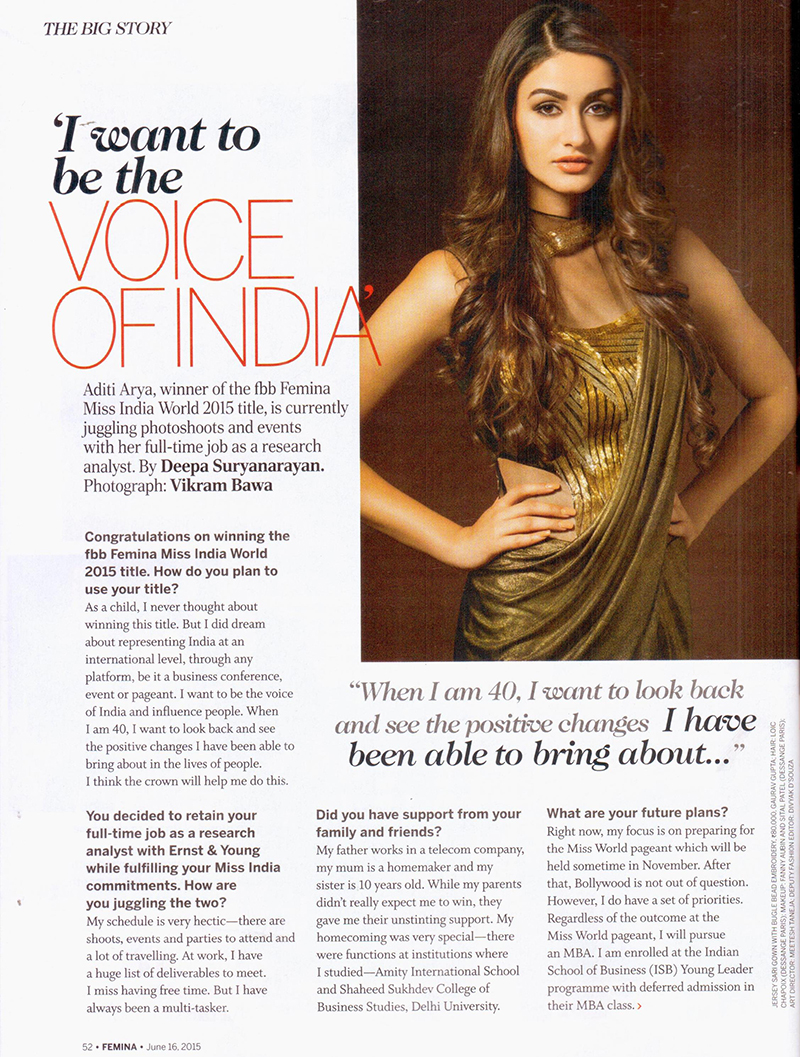 THE BIG STORY
‘I want to
be the
VOICE
OF INDIA’
Aditi Arya, winner of the fbb Femina
Miss India World 2015 title, is currently
juggling photoshoots and events
with her full-time job as a research
analyst. By Deepa Suryanarayan.
Photograph: Vikram Bawa
Congratulations on winning the
fbb Femina Miss India World
2015 title. How do you plan to
use your title?
As a child, I never thought about
winning this title. But I did dream
about representing India at an
international level, through any
platform, be it a business conference,
event or pageant. I want to be the voice
of India and influence people. When
I am 40, I want to look back and see
the positive changes I have been able to
bring about in the lives of people.
I think the crown will help me do this.
“When I am 40, I want to look back
and see the positive changes I have
been able to bring about...”
You decided to retain your
full-time job as a research
analyst with Ernst & Young
while fulfilling your Miss India
commitments. How are
you juggling the two?
My schedule is very hectic—there are
shoots, events and parties to attend and
a lot of travelling. At work, I have
a huge list of deliverables to meet.
I miss having free time. But I have
always been a multi-tasker.
Did you have support from your
family and friends?
My father works in a telecom company,
my mum is a homemaker and my
sister is 10 years old. While my parents
didn’t really expect me to win, they
gave me their unstinting support. My
homecoming was very special—there
were functions at institutions where
I studied—Amity International School
and Shaheed Sukhdev College of
Business Studies, Delhi University.
What are your future plans?
Right now, my focus is on preparing for
the Miss World pageant which will be
held sometime in November. After
that, Bollywood is not out of question.
However, I do have a set of priorities.
Regardless of the outcome at the
Miss World pageant, I will pursue
an MBA. I am enrolled at the Indian
School of Business (ISB) Young Leader
programme with deferred admission in
their MBA class. >
JERSEY SARI GOWN WITH BUGLE BEAD EMBROIDERY, ₹80,000, GAURAV GUPTA; HAIR: LOIC
CHAPOIX (DESSANGE PARIS); MAKEUP: FANNY AUBIN AND SITAL PATEL (DESSANGE PARIS);
ART DIRECTOR: MEETESH TANEJA; DEPUTY FASHION EDITOR: DIVYAK D’SOUZA
52 • FEMINA • June 16, 2015